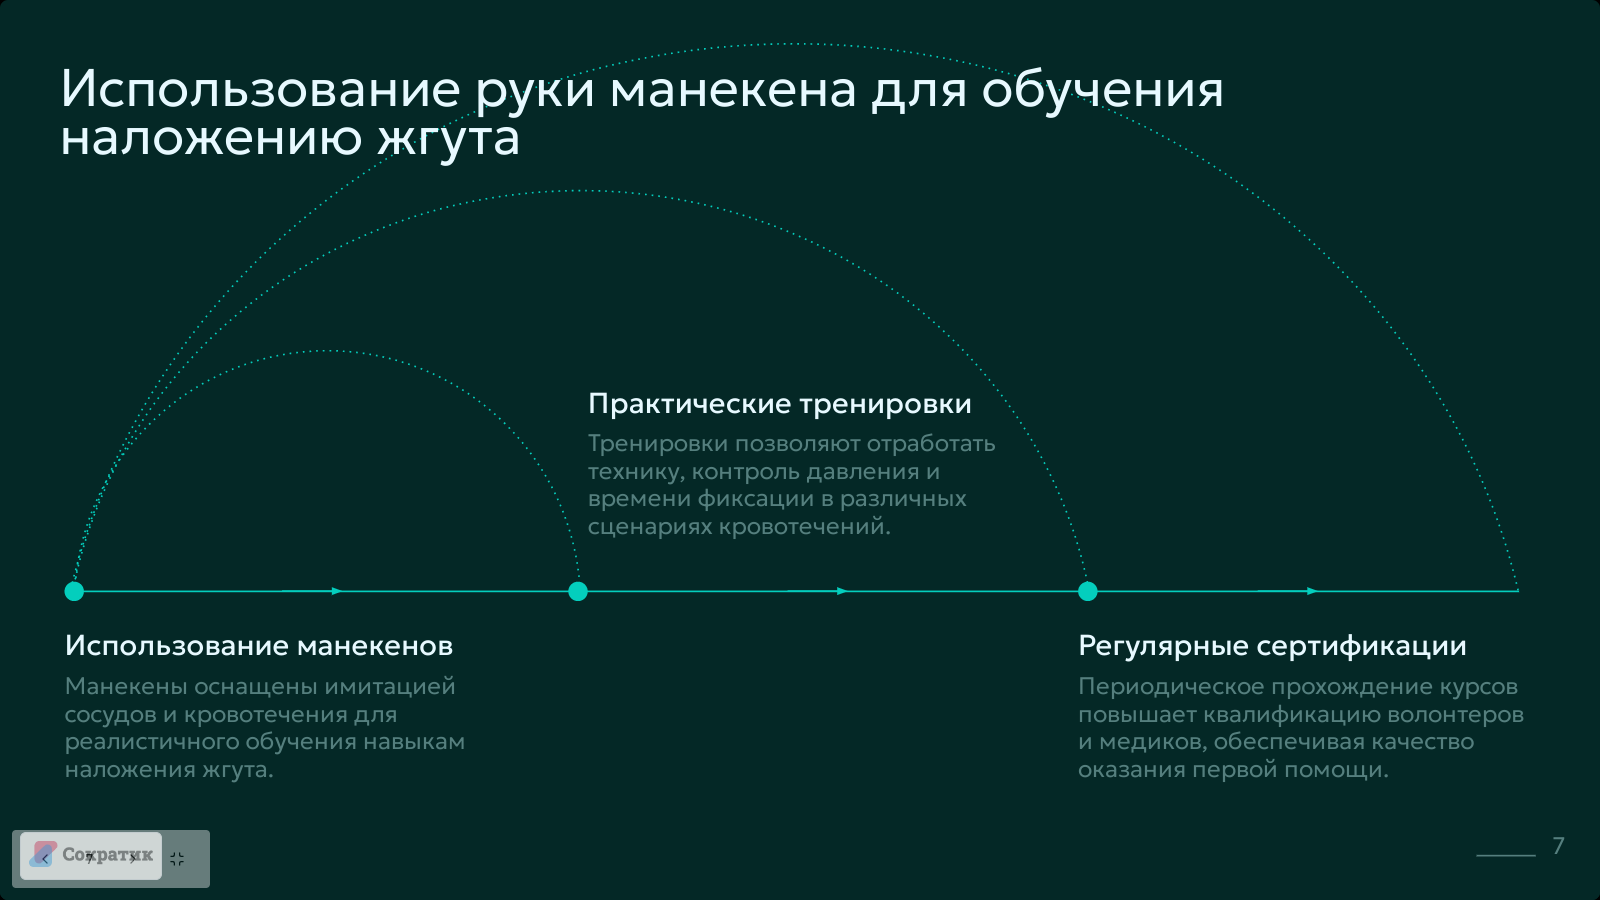 Использование руки манекена для обучения
наложению жгута
Практические тренировки
Тренировки позволяют отработать
технику, контроль давления и
времени фиксации в различных
сценариях кровотечений.
Использование манекенов
Манекены оснащены имитацией
сосудов и кровотечения для
реалистичного обучения навыкам
наложения жгута.
Регулярные сертификации
Периодическое прохождение курсов
повышает квалификацию волонтеров
и медиков, обеспечивая качество
оказания первой помощи.
Сократик
7
7